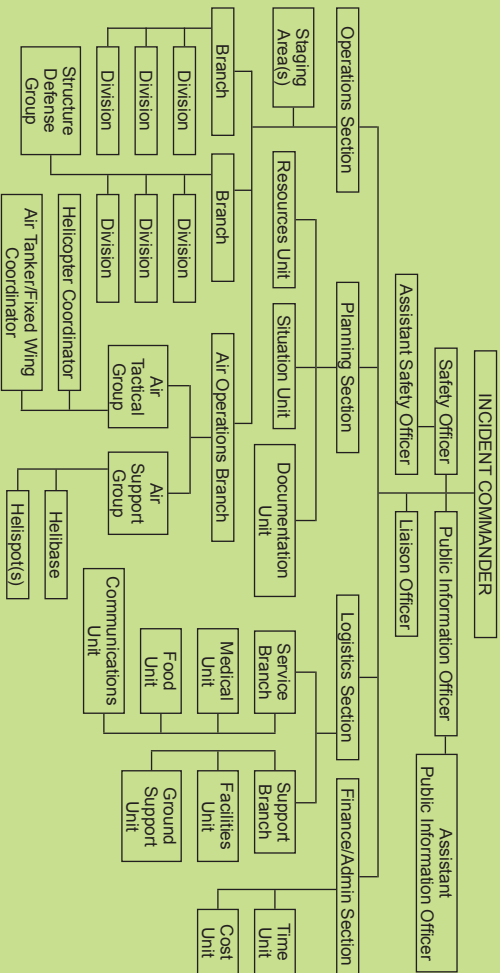 INCIDENT COMMANDER
Safety Officer
Public Information Officer
Assistant
Public Information Officer
Assistant Safety Officer
Liaison Officer
Operations Section
Planning Section
Logistics Section
Finance/Admin Section
Staging
Area(s)
Resources Unit
Situation Unit
Documentation
Unit
Service
Branch
Support
Branch
Time
Unit
Branch
Branch
Air Operations Branch
Medical
Unit
Facilities
Unit
Cost
Unit
Division
Division
Division
Division
Division
Division
Air
Tactical
Group
Air
Support
Group
Food
Unit
Ground
Support
Unit
Communications
Unit
Structure
Defense
Group
Helicopter Coordinator
Helibase
Air Tanker/Fixed Wing
Coordinator
Helispot(s)